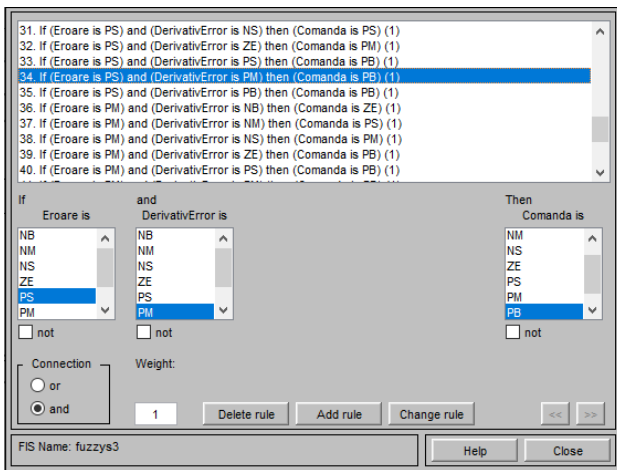 31. If (Eroare is PS) and (DerivativError is NS) then (Comanda is PS) (1)
32. If (Eroare is PS) and (DerivativError is ZE) then (Comanda is PM) (1)
33. If (Eroare is PS) and (DerivativError is PS) then (Comanda is PB) (1)
34. If (Eroare is PS) and (DerivativError is PM) then (Comanda is PB) (1)
35. If (Eroare is PS) and (DerivativError is PB) then (Comanda is PB) (1)
36. If (Eroare is PM) and (DerivativError is NB) then (Comanda is ZE) (1)
37. If (Eroare is PM) and (DerivativError is NM) then (Comanda is PS) (1)
38. If (Eroare is PM) and (DerivativError is NS) then (Comanda is PM) (1)
39. If (Eroare is PM) and (DerivativError is ZE) then (Comanda is PB) (1)
40. If (Eroare is PM) and (DerivativError is PS) then (Comanda is PB) (1)
If
Eroare is
NB
NM
NS
ZE
PS
PM
not
and
DerivativError is
NB
NM
NS
ZE
PS
PM
not
Then
Comanda is
NM
NS
ZE
PS
PM
PB
not
Connection
or
and
Weight:
1
Delete rule
Add rule
Change rule
<<
>>
FIS Name: fuzzys3
Help
Close